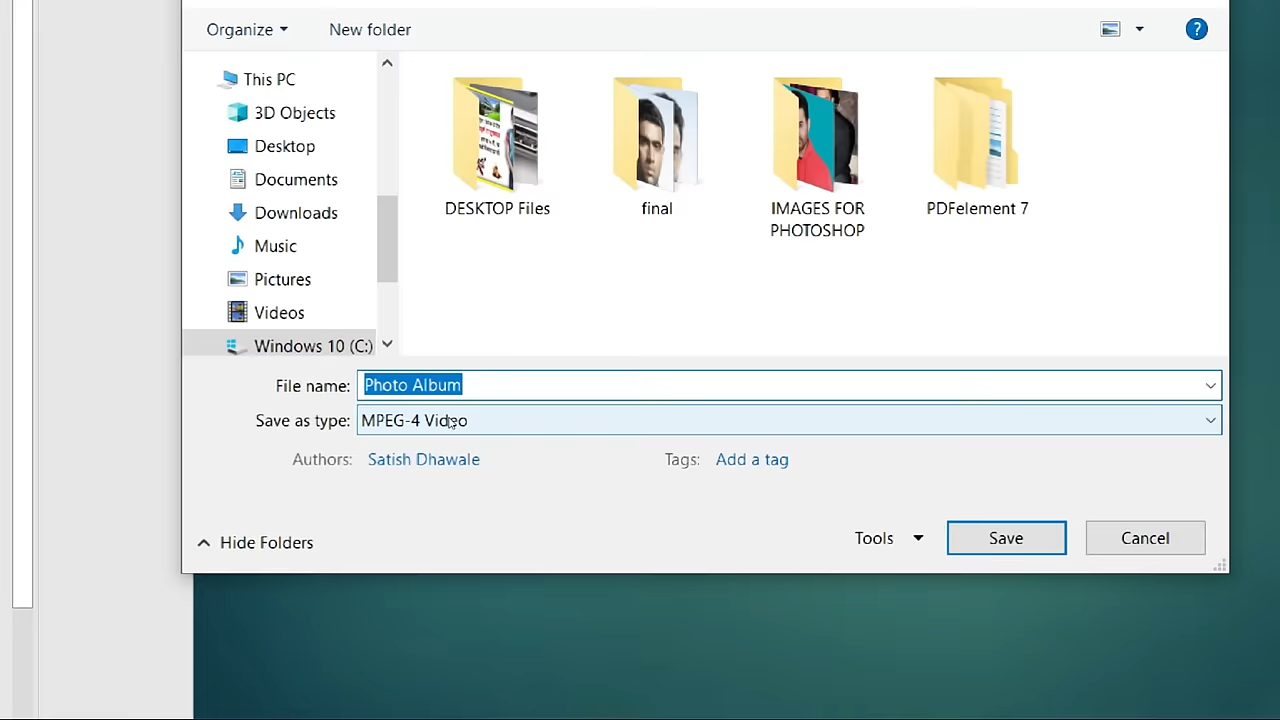 Organize
New folder
?
This PC
3D Objects
Desktop
Documents
Downloads
Music
Pictures
Videos
Windows 10 (C:)
DESKTOP Files
final
IMAGES FOR
PHOTOSHOP
PDFelement 7
File name: Photo Album
Save as type: MPEG-4 Video
Authors: Satish Dhawale
Tags: Add a tag
Hide Folders
Tools
Save
Cancel